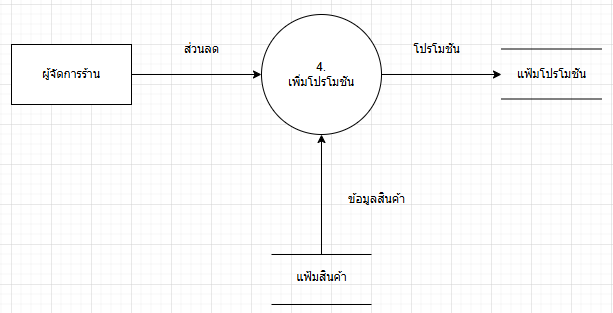 ส่วนลด
โปรโมชัน
ผู้จัดการร้าน
4.
เพิ่มโปรโมชัน
แฟ้มโปรโมชัน
ข้อมูลสินค้า
แฟ้มสินค้า